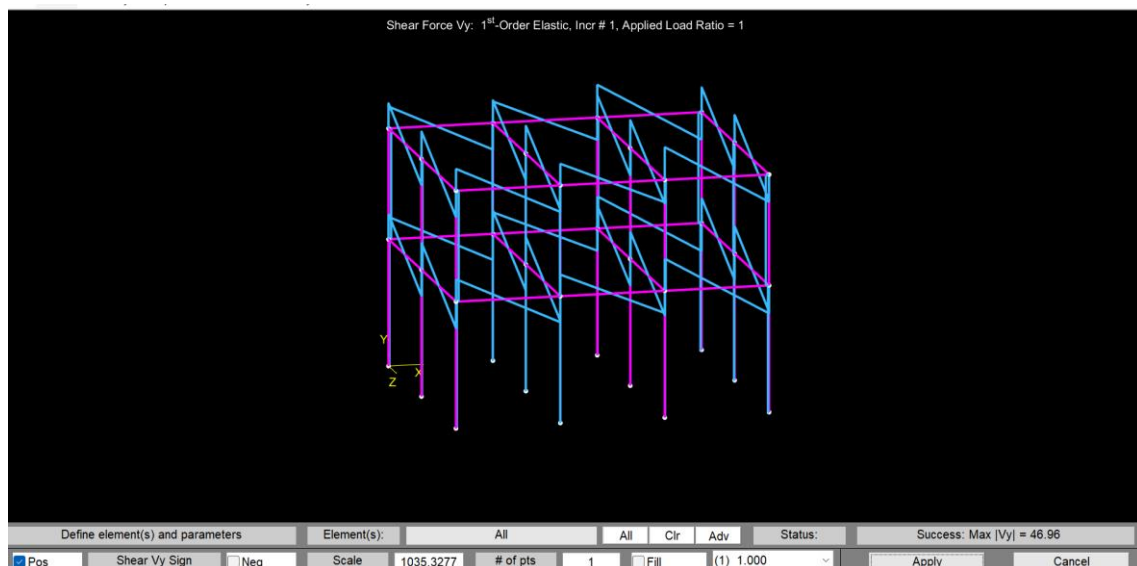 Shear Force Vy: 1st-Order Elastic, Incr # 1, Applied Load Ratio = 1
Y
X
Z
Define element(s) and parameters Element(s): All All Clr Adv Status: Success: Max |Vy| = 46.96
Pos Shear Vy Sign Neg Scale 1035.3277 # of pts 1 Fill (1) 1.000 Apply Cancel